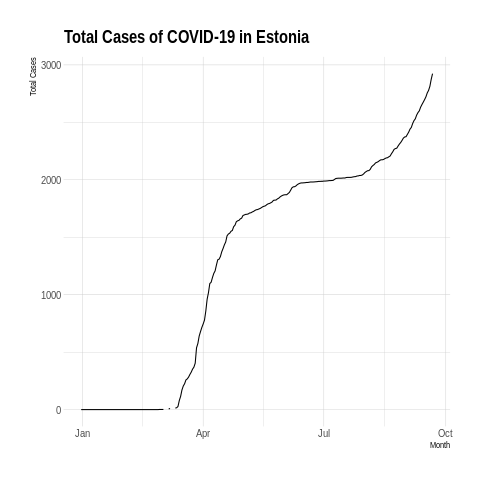 Total Cases of COVID-19 in Estonia
Total Cases
3000
2000
1000
0
Jan Apr Jul Oct
Month